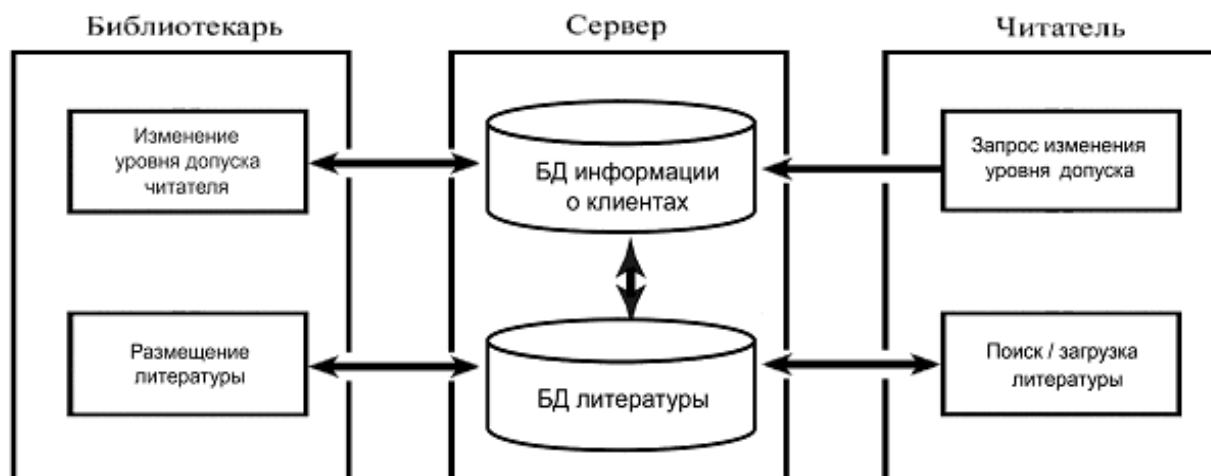 Библиотекарь
Сервер
Читатель
Изменение
уровня допуска
читателя
БД информации
о клиентах
Запрос изменения
уровня допуска
Размещение
литературы
БД литературы
Поиск / загрузка
литературы